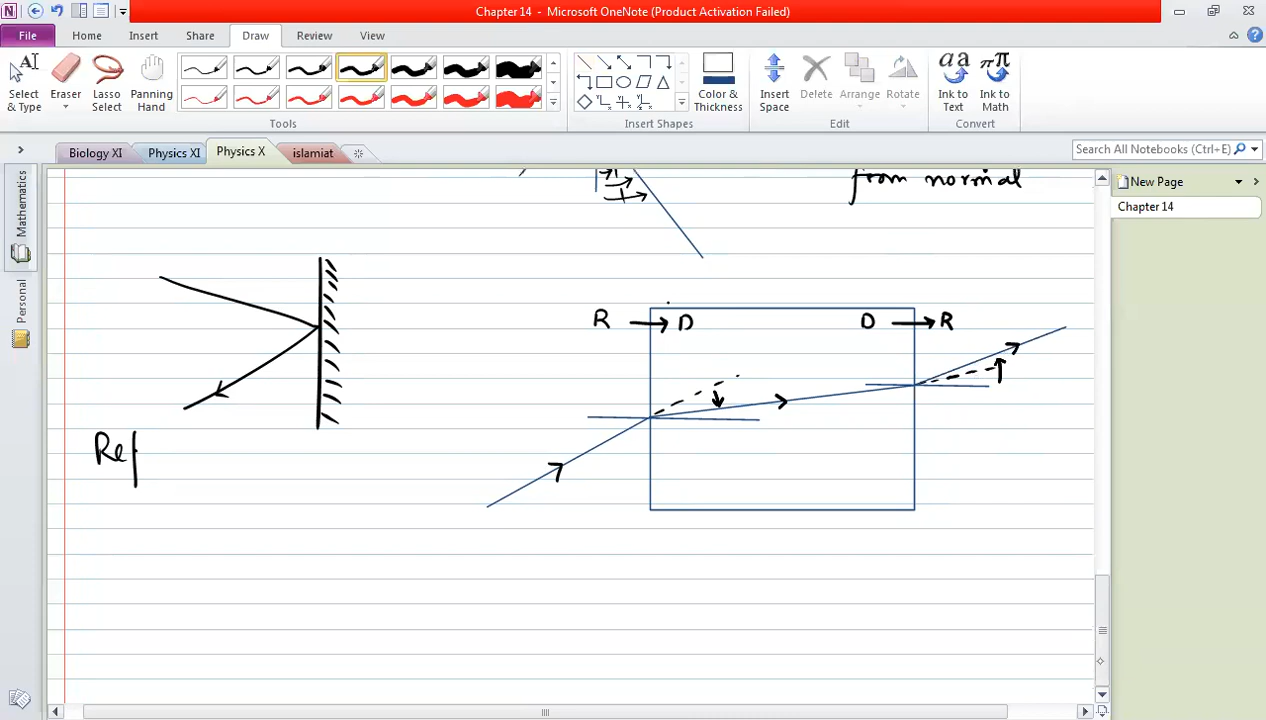 Chapter 14 - Microsoft OneNote (Product Activation Failed)
File Home Insert Share Draw Review View
Select & Type
Eraser
Lasso Select
Panning Hand
Color & Thickness
Insert Space
Delete
Arrange
Rotate
Ink to Text
Ink to Math
Tools
Insert Shapes
Edit
Convert
Biology XI
Physics XI
Physics X
islamiat
Search All Notebooks (Ctrl+E)
Mathematics
Personal
New Page
Chapter 14
from normal
R → D
D → R
Ref